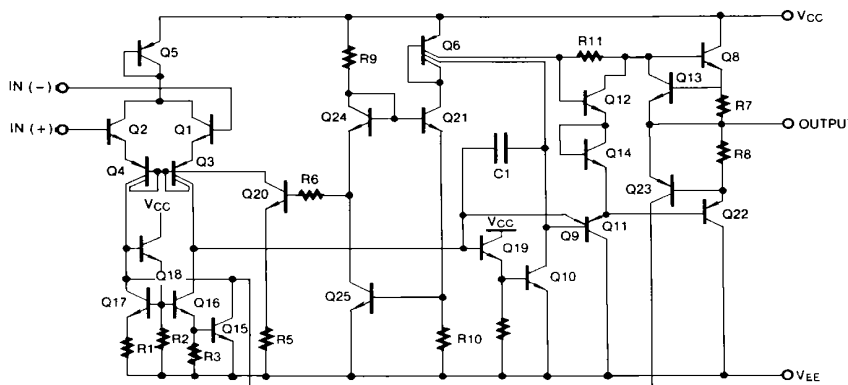 VCC
Q5
Q6
R9
R11
Q8
Q13
IN (−)
Q12
R7
Q24
Q21
OUTPUT
IN (+)
Q2
Q1
Q14
R8
Q4
Q3
C1
Q20
R6
Q23
VCC
VCC
Q9
Q11
Q22
Q19
Q18
Q10
Q17
Q16
Q25
Q15
R1
R2
R3
R5
R10
VEE